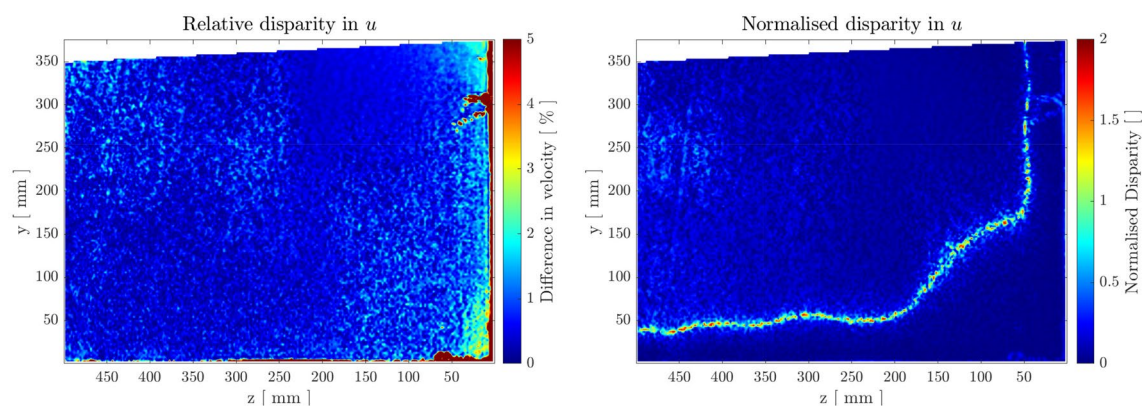 Relative disparity in u
350
300
250
200
150
100
50
y [ mm ]
450 400 350 300 250 200 150 100 50
z [ mm ]
5
4
3
2
1
0
Difference in velocity [ % ]
Normalised disparity in u
350
300
250
200
150
100
50
y [ mm ]
450 400 350 300 250 200 150 100 50
z [ mm ]
2
1.5
1
0.5
0
Normalised Disparity [ ]